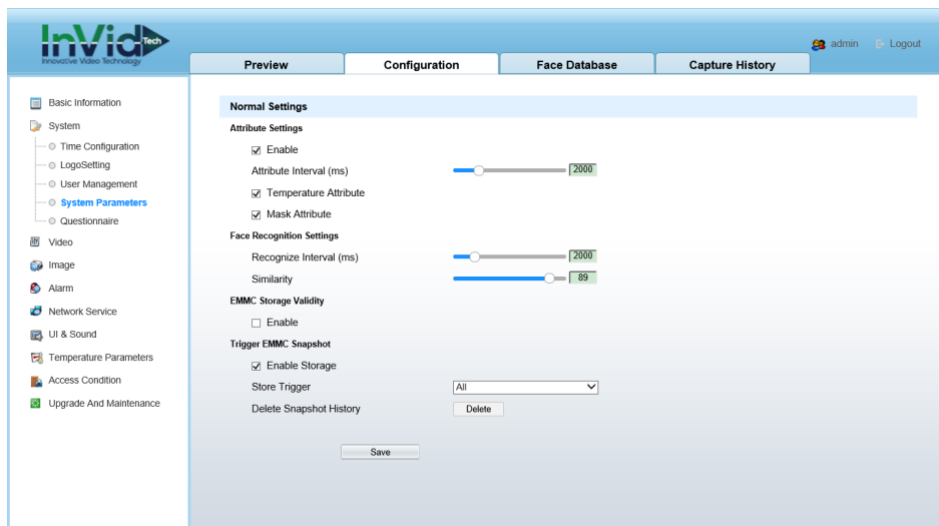 InVid Tech
Innovative Video Technology
admin
Logout
Preview
Configuration
Face Database
Capture History
Basic Information
System
Time Configuration
LogoSetting
User Management
System Parameters
Questionnaire
Video
Image
Alarm
Network Service
UI & Sound
Temperature Parameters
Access Condition
Upgrade And Maintenance
Normal Settings
Attribute Settings
Enable
Attribute Interval (ms) 2000
Temperature Attribute
Mask Attribute
Face Recognition Settings
Recognize Interval (ms) 2000
Similarity 89
EMMC Storage Validity
Enable
Trigger EMMC Snapshot
Enable Storage
Store Trigger All
Delete Snapshot History Delete
Save